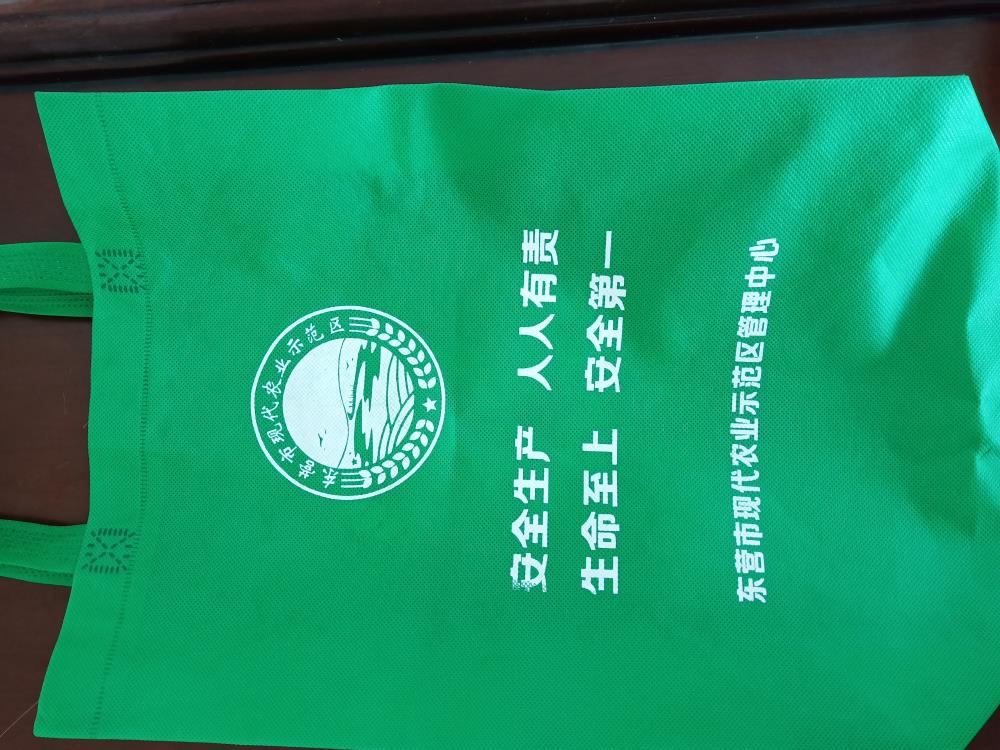 东营市现代农业示范区
安全生产 人人有责
生命至上 安全第一
东营市现代农业示范区管理中心